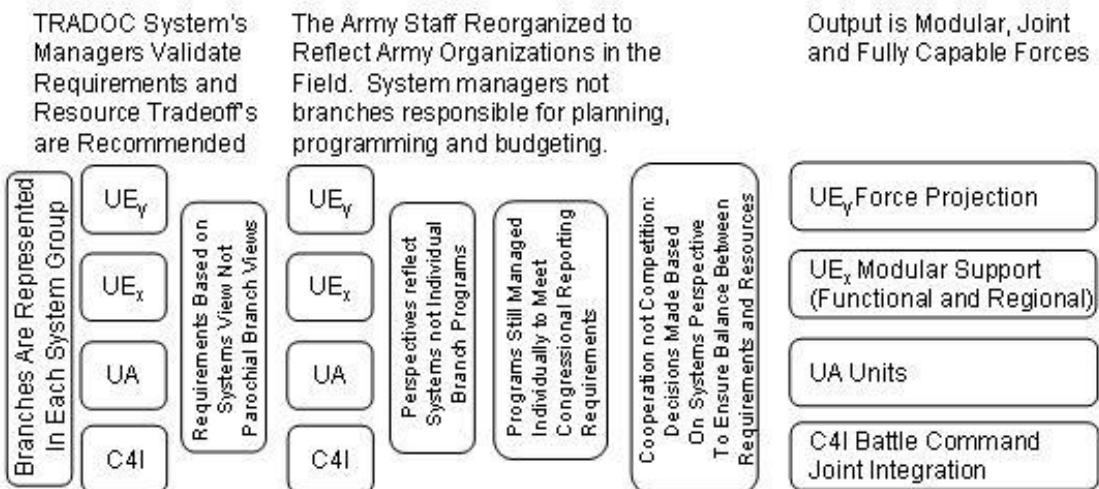 TRADOC System's
Managers Validate
Requirements and
Resource Tradeoff's
are Recommended
The Army Staff Reorganized to
Reflect Army Organizations in the
Field. System managers not
branches responsible for planning,
programming and budgeting.
Output is Modular, Joint
and Fully Capable Forces
Branches Are Represented
In Each System Group
UEy
UEx
UA
C4I
Requirements Based on
Systems View Not
Parochial Branch Views
UEy
UEx
UA
C4I
Perspectives reflect
Systems not Individual
Branch Programs
Programs Still Managed
Individually to Meet
Congressional Reporting
Requirements
Cooperation not Competition:
Decisions Made Based
On Systems Perspective
To Ensure Balance Between
Requirements and Resources
UEy Force Projection
UEx Modular Support
(Functional and Regional)
UA Units
C4I Battle Command
Joint Integration